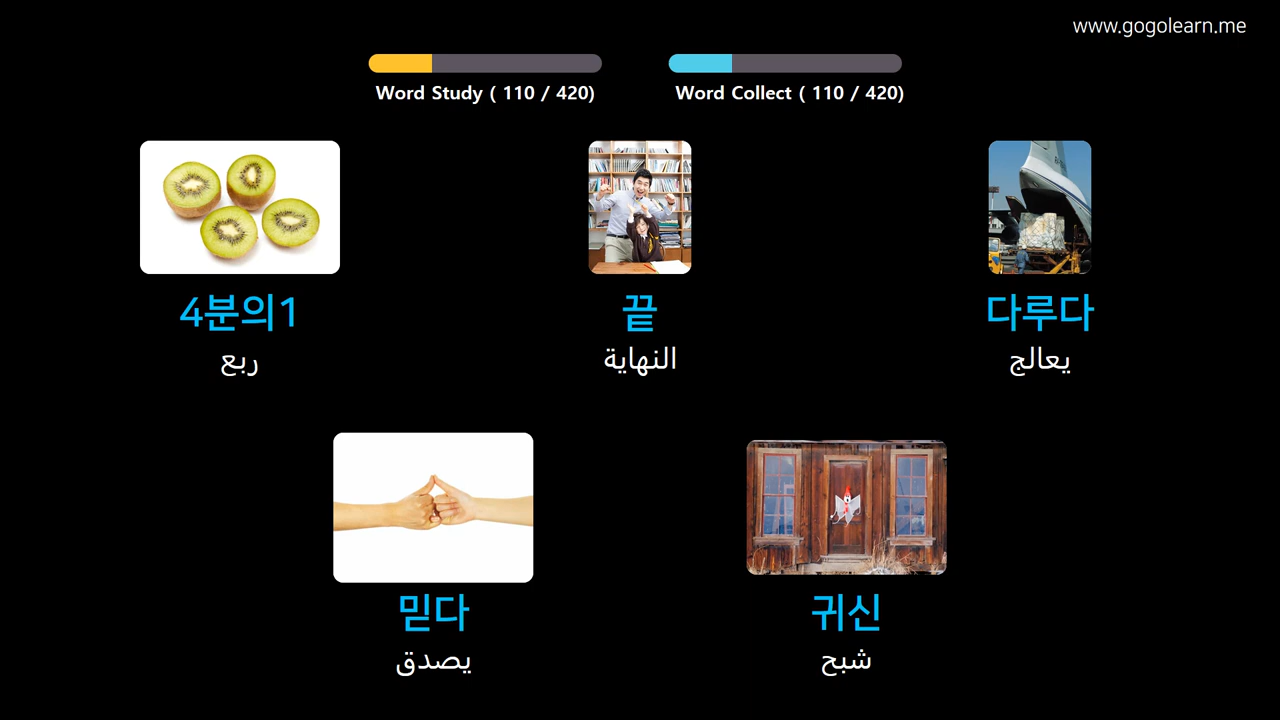 www.gogolearn.me
Word Study ( 110 / 420)
Word Collect ( 110 / 420)
4분의1
ربع
끝
النهاية
다루다
يعالج
믿다
يصدق
귀신
شبح